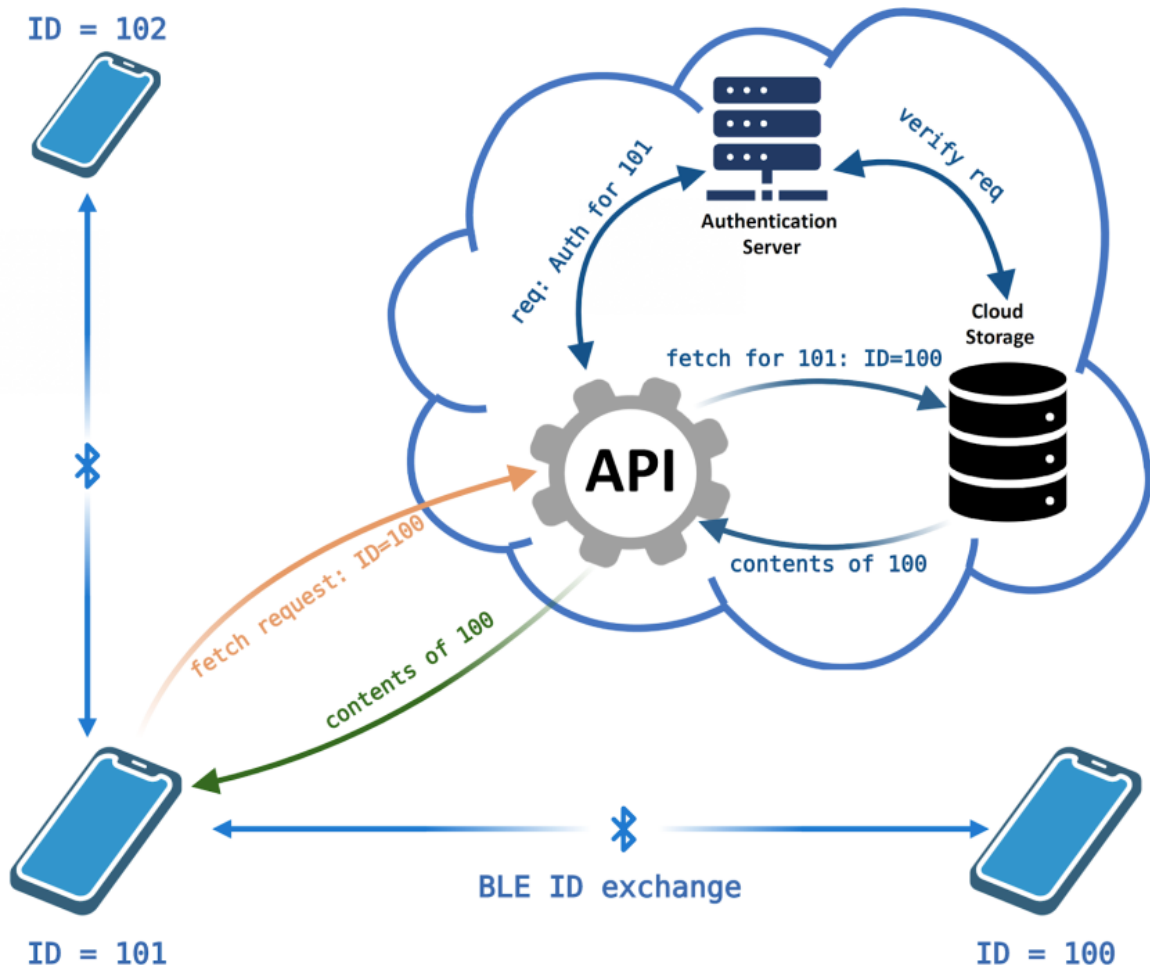 ID = 102
Authentication
Server
verify req
req: Auth for 101
Cloud
Storage
fetch for 101: ID=100
API
contents of 100
fetch request: ID=100
contents of 100
BLE ID exchange
ID = 101
ID = 100